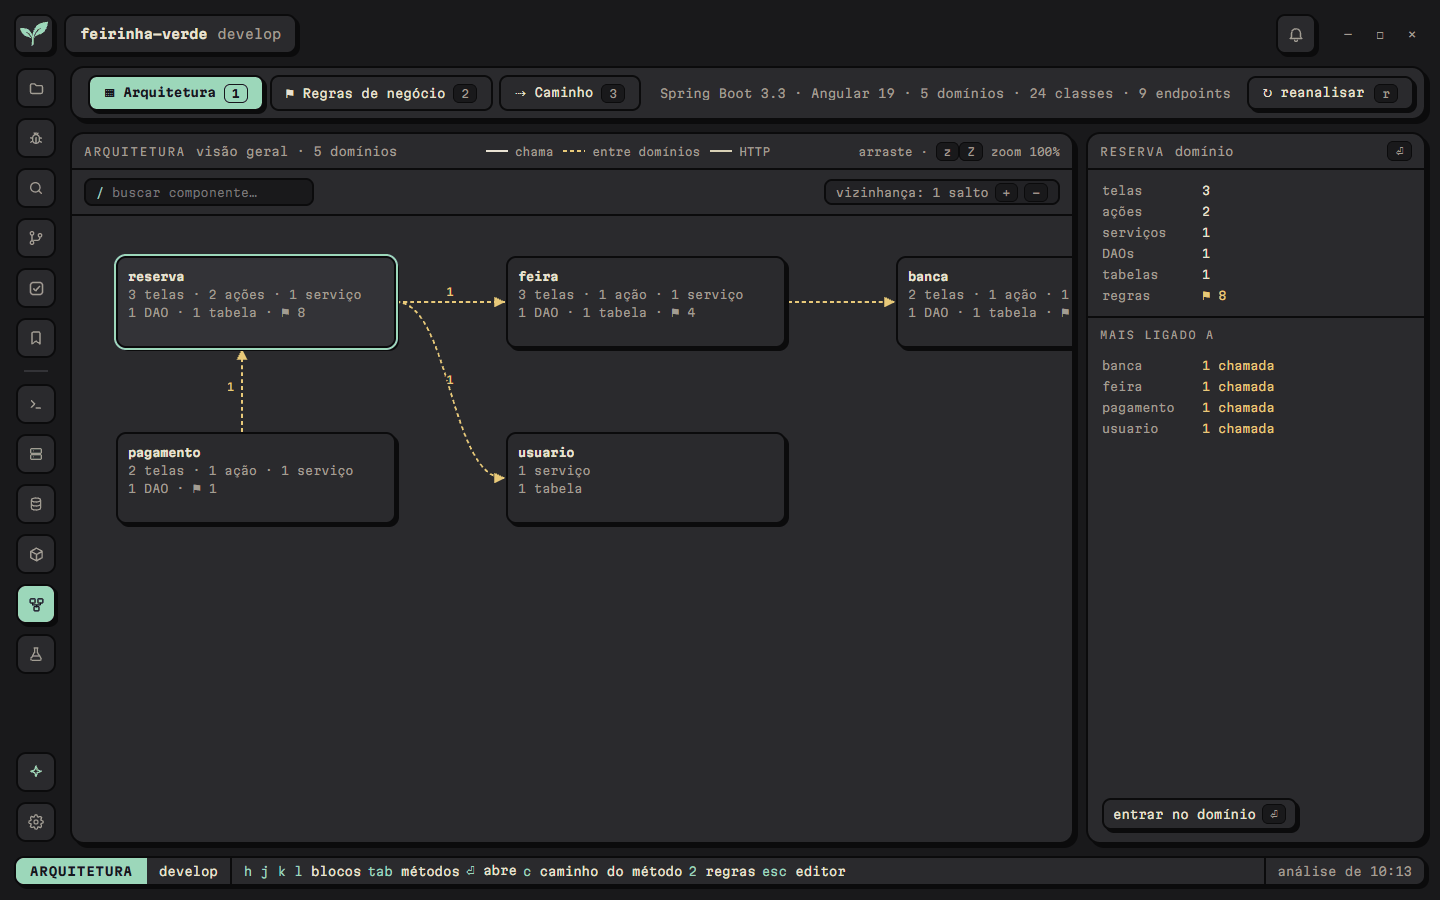 feirinha-verde develop
▦ Arquitetura 1
⚑ Regras de negócio 2
⇢ Caminho 3
Spring Boot 3.3 · Angular 19 · 5 domínios · 24 classes · 9 endpoints
↻ reanalisar r
ARQUITETURA visão geral · 5 domínios
chama entre domínios HTTP
arraste · z Z zoom 100%
/ buscar componente…
vizinhança: 1 salto + −
reserva
3 telas · 2 ações · 1 serviço
1 DAO · 1 tabela · ⚑ 8
1
feira
3 telas · 1 ação · 1 serviço
1 DAO · 1 tabela · ⚑ 4
banca
2 telas · 1 ação · 1
1 DAO · 1 tabela · ⚑
1
1
pagamento
2 telas · 1 ação · 1 serviço
1 DAO · ⚑ 1
usuario
1 serviço
1 tabela
RESERVA domínio ⏎
telas 3
ações 2
serviços 1
DAOs 1
tabelas 1
regras ⚑ 8
MAIS LIGADO A
banca 1 chamada
feira 1 chamada
pagamento 1 chamada
usuario 1 chamada
entrar no domínio ⏎
ARQUITETURA develop h j k l blocos tab métodos ⏎ abre c caminho do método 2 regras esc editor análise de 10:13